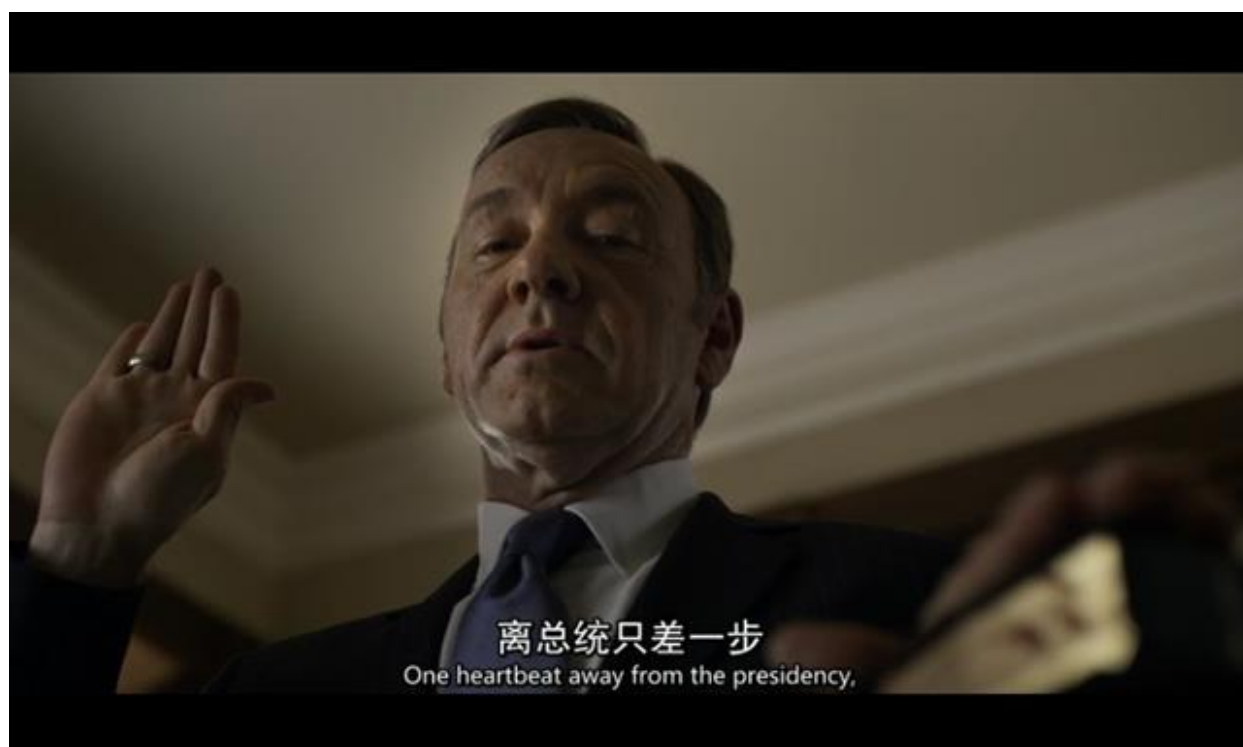 离总统只差一步
One heartbeat away from the presidency,